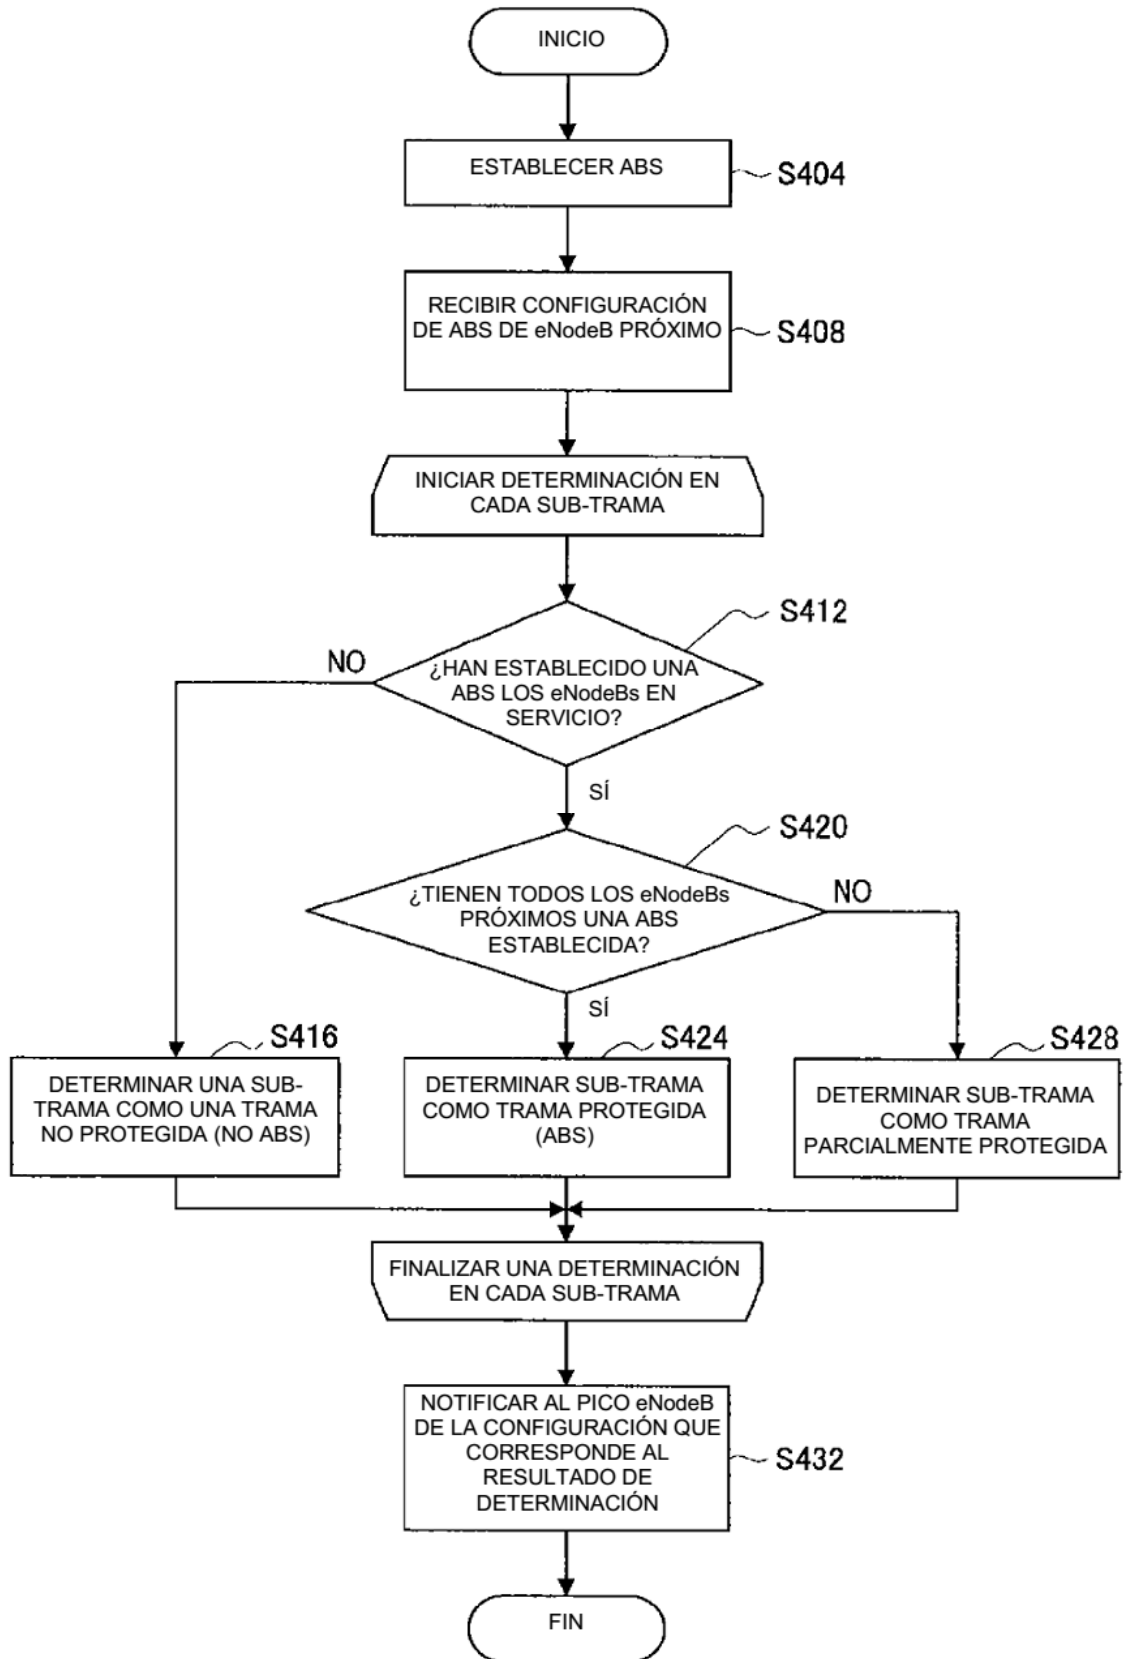 INICIO
ESTABLECER ABS
S404
RECIBIR CONFIGURACIÓN
DE ABS DE eNodeB PRÓXIMO
S408
INICIAR DETERMINACIÓN EN
CADA SUB-TRAMA
S412
NO
¿HAN ESTABLECIDO UNA
ABS LOS eNodeBs EN
SERVICIO?
SÍ
S420
¿TIENEN TODOS LOS eNodeBs
PRÓXIMOS UNA ABS
ESTABLECIDA?
NO
SÍ
S416
DETERMINAR UNA SUB-
TRAMA COMO UNA TRAMA
NO PROTEGIDA (NO ABS)
S424
DETERMINAR SUB-TRAMA
COMO TRAMA PROTEGIDA
(ABS)
S428
DETERMINAR SUB-TRAMA
COMO TRAMA
PARCIALMENTE PROTEGIDA
FINALIZAR UNA DETERMINACIÓN
EN CADA SUB-TRAMA
NOTIFICAR AL PICO eNodeB
DE LA CONFIGURACIÓN QUE
CORRESPONDE AL
RESULTADO DE
DETERMINACIÓN
S432
FIN